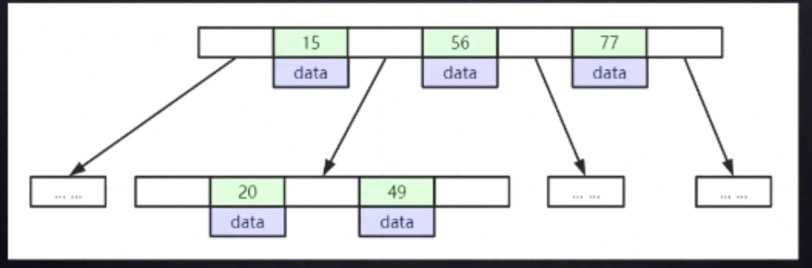 15 56 77
data data data
... ... 20 49 ... ... ... ...
data data